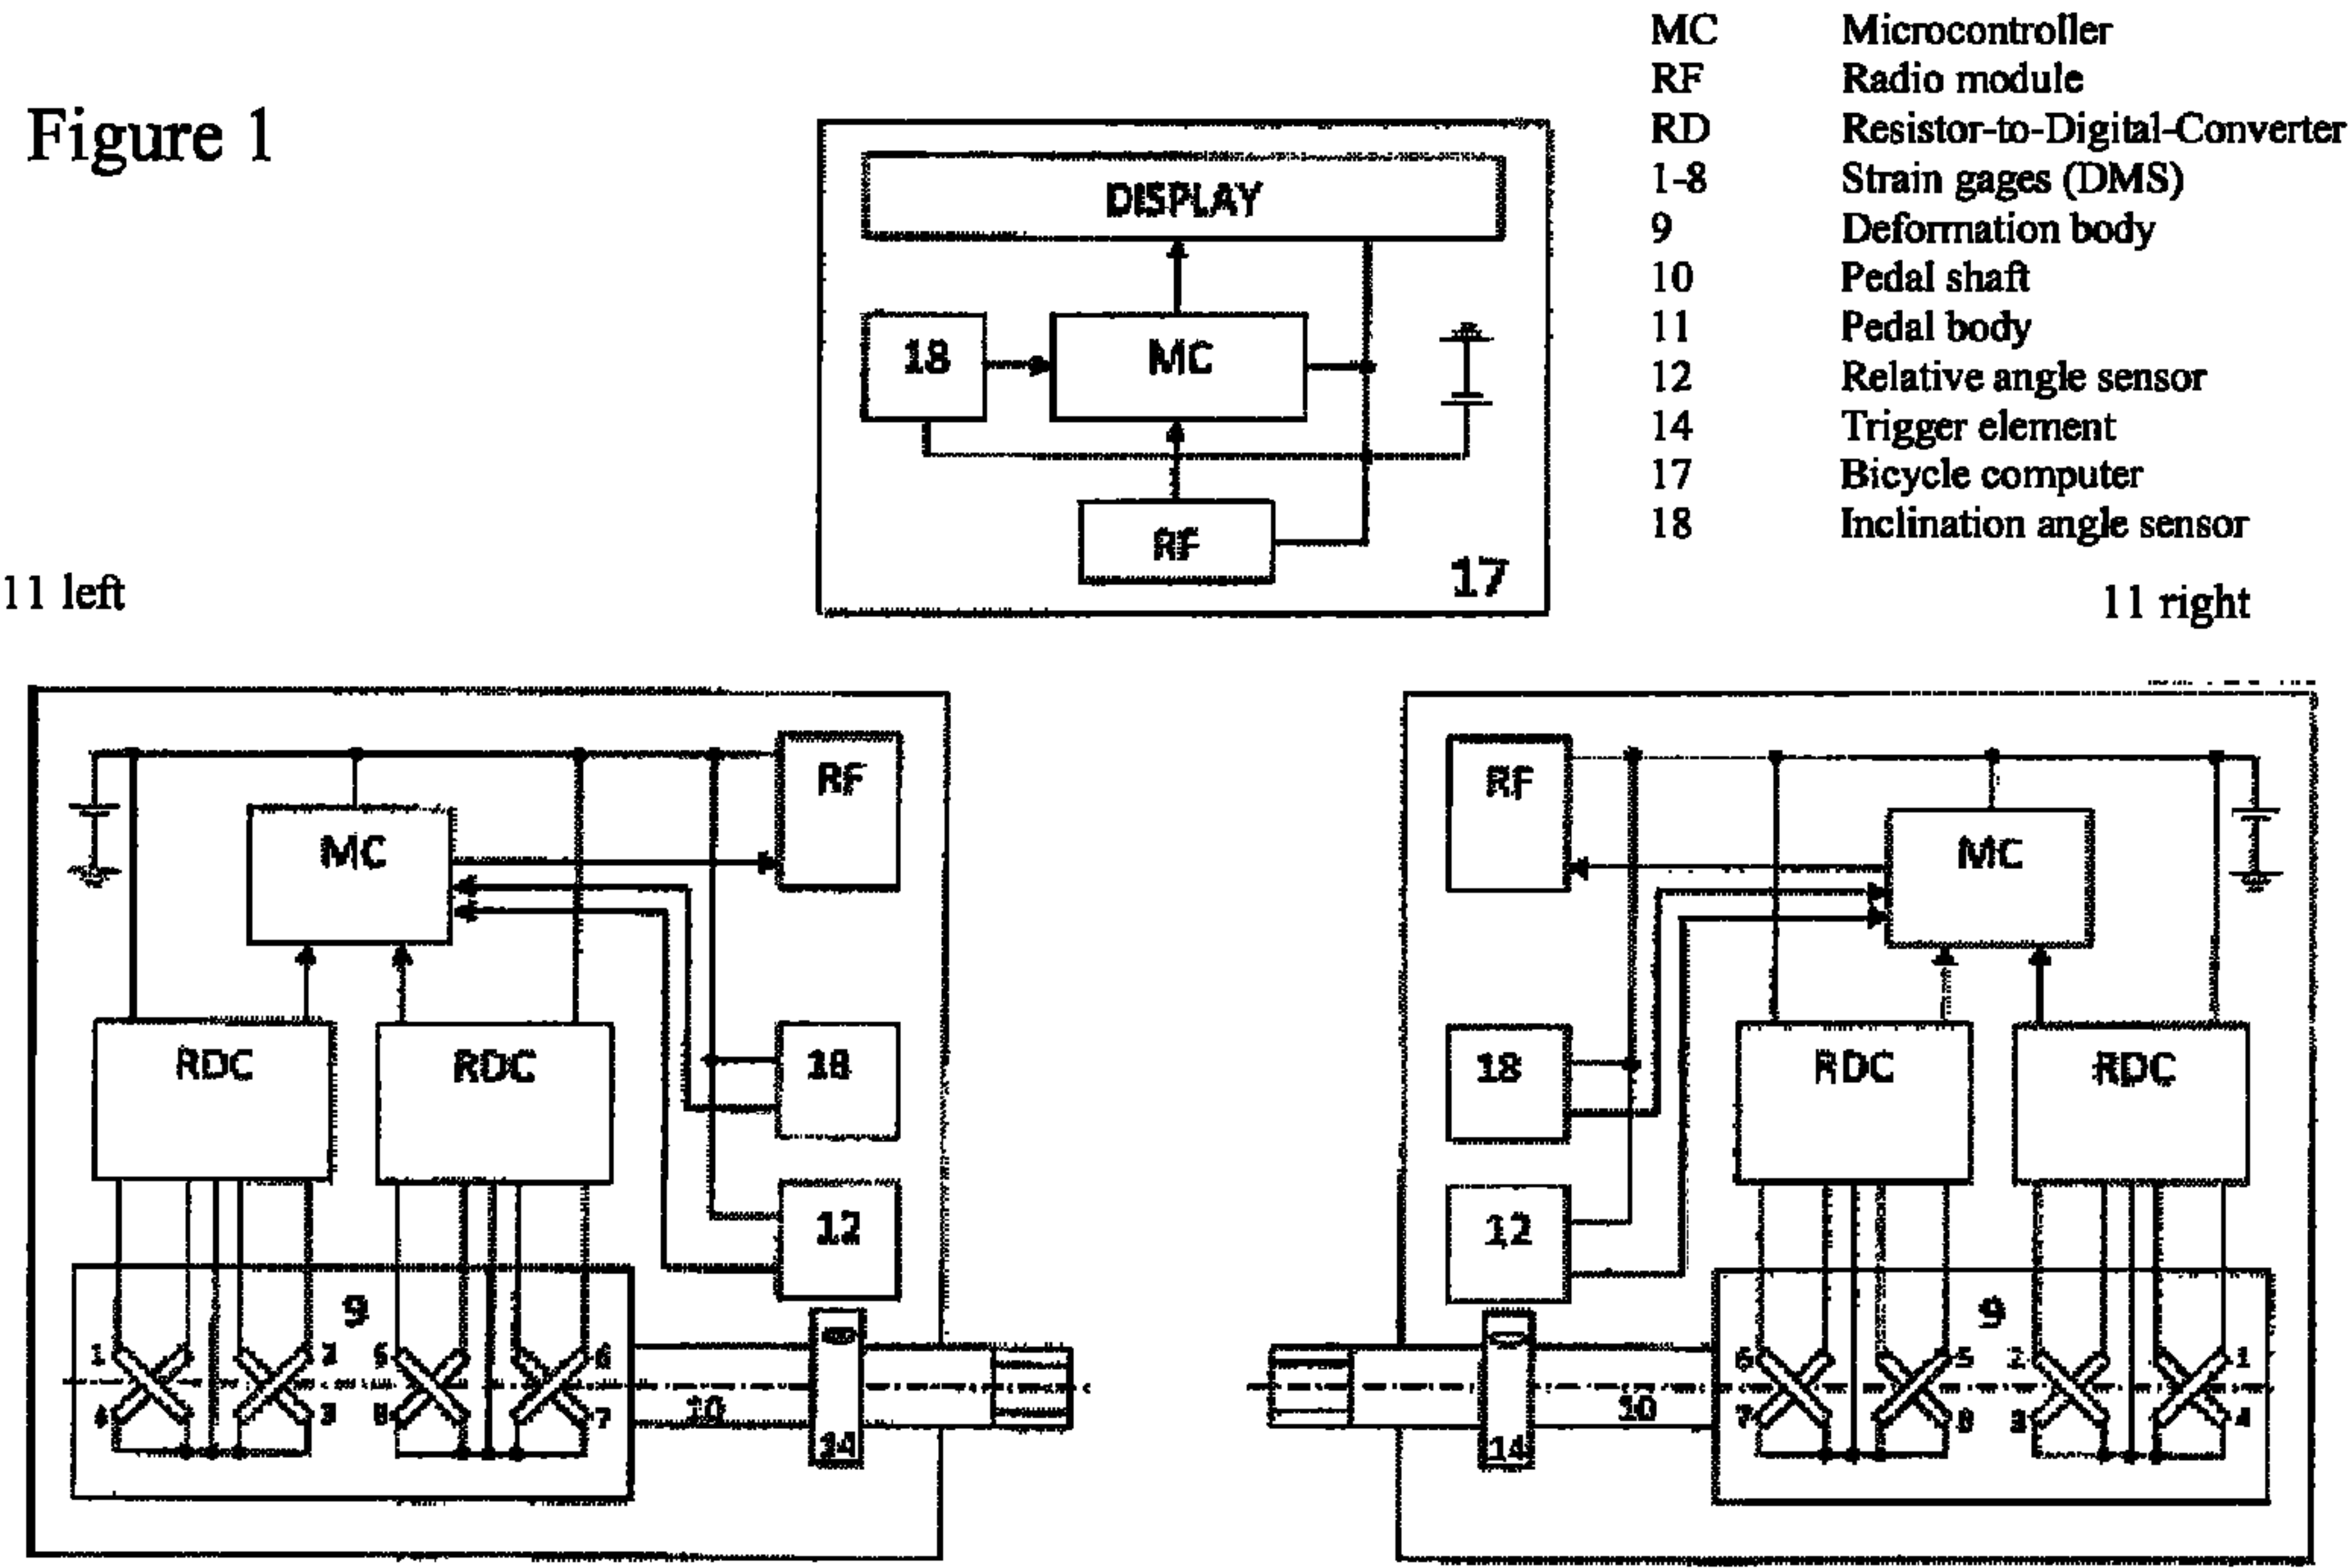 Figure 1
MC Microcontroller
RF Radio module
RD Resistor-to-Digital-Converter
1-8 Strain gages (DMS)
9 Deformation body
10 Pedal shaft
11 Pedal body
12 Relative angle sensor
14 Trigger element
17 Bicycle computer
18 Inclination angle sensor
DISPLAY
18 MC
RF
17
11 left
11 right
RF
MC
RDC RDC
18
12
9
1 2 5 6
4 3 8 7
10
14
RF
MC
18
RDC RDC
12
9
6 5 2 1
7 8 3 4
10
14